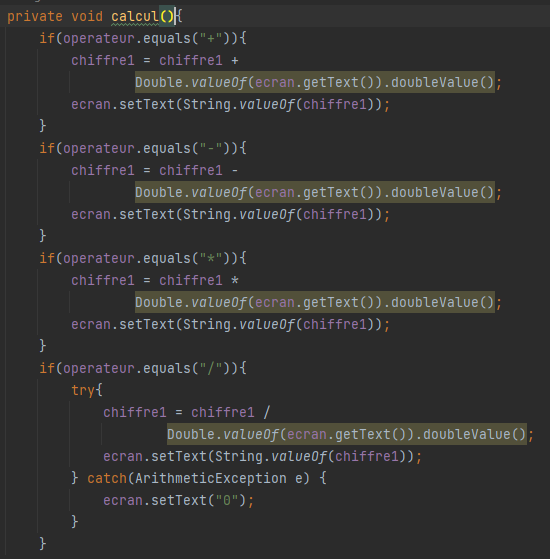 private void calcul(){
if(operateur.equals("+")){
chiffre1 = chiffre1 +
Double.valueOf(ecran.getText()).doubleValue();
ecran.setText(String.valueOf(chiffre1));
}
if(operateur.equals("-")){
chiffre1 = chiffre1 -
Double.valueOf(ecran.getText()).doubleValue();
ecran.setText(String.valueOf(chiffre1));
}
if(operateur.equals("*")){
chiffre1 = chiffre1 *
Double.valueOf(ecran.getText()).doubleValue();
ecran.setText(String.valueOf(chiffre1));
}
if(operateur.equals("/")){
try{
chiffre1 = chiffre1 /
Double.valueOf(ecran.getText()).doubleValue();
ecran.setText(String.valueOf(chiffre1));
} catch(ArithmeticException e) {
ecran.setText("0");
}
}